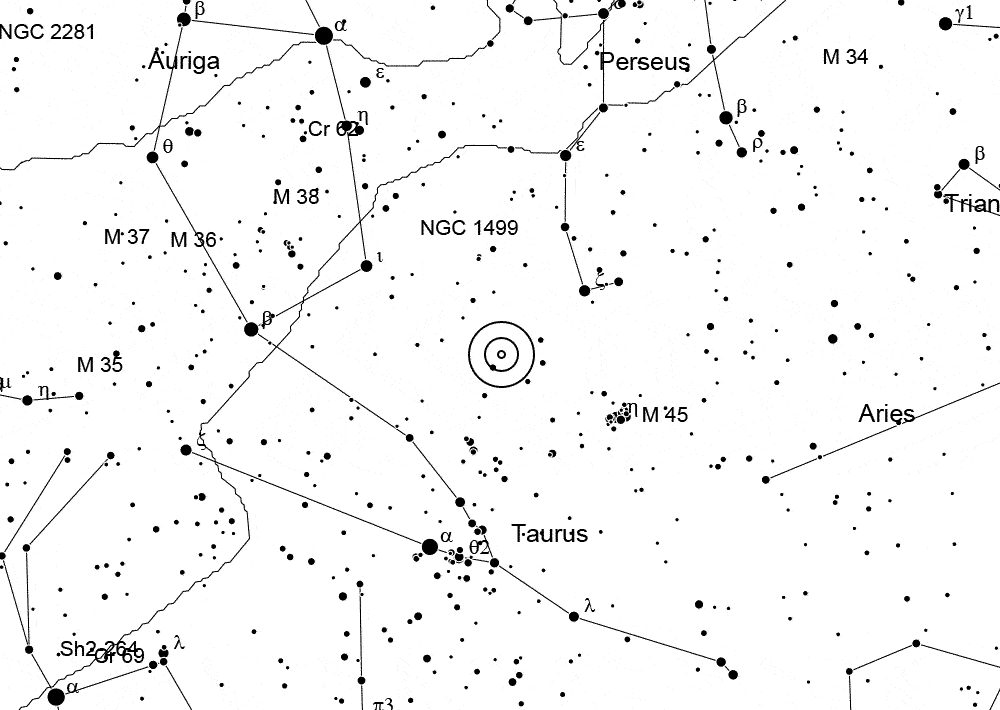 β
α
γ1
NGC 2281
Auriga
ε
Perseus
M 34
β
Cr 62
η
θ
ε
ρ
β
M 38
Trian
M 37
M 36
NGC 1499
ι
ζ
β
M 35
μ
η
η
M 45
Aries
ζ
α
θ2
Taurus
λ
Sh2-264
Cr 69
λ
α
π3